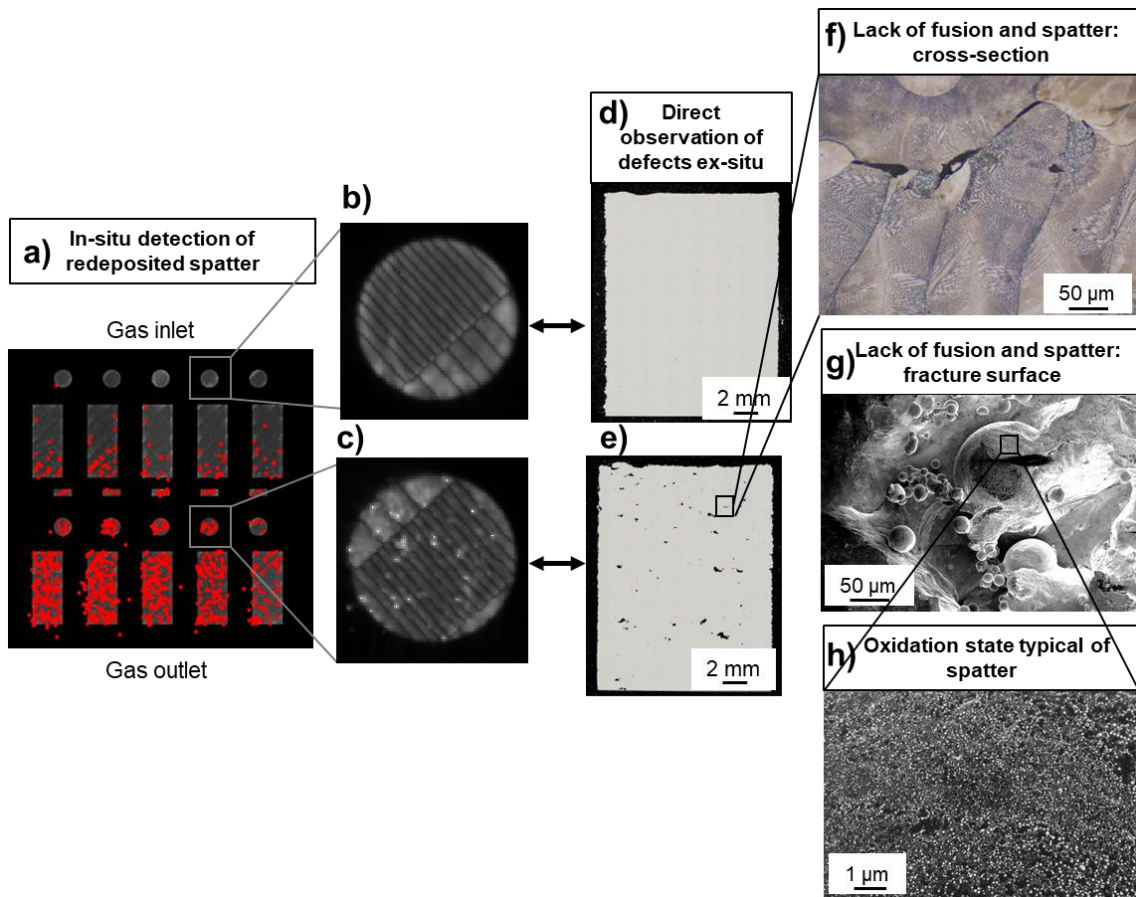 a) In-situ detection of
redeposited spatter
Gas inlet
Gas outlet
b)
c)
d) Direct
observation of
defects ex-situ
2 mm
e)
2 mm
f) Lack of fusion and spatter:
cross-section
50 µm
g) Lack of fusion and spatter:
fracture surface
50 µm
h) Oxidation state typical of
spatter
1 µm